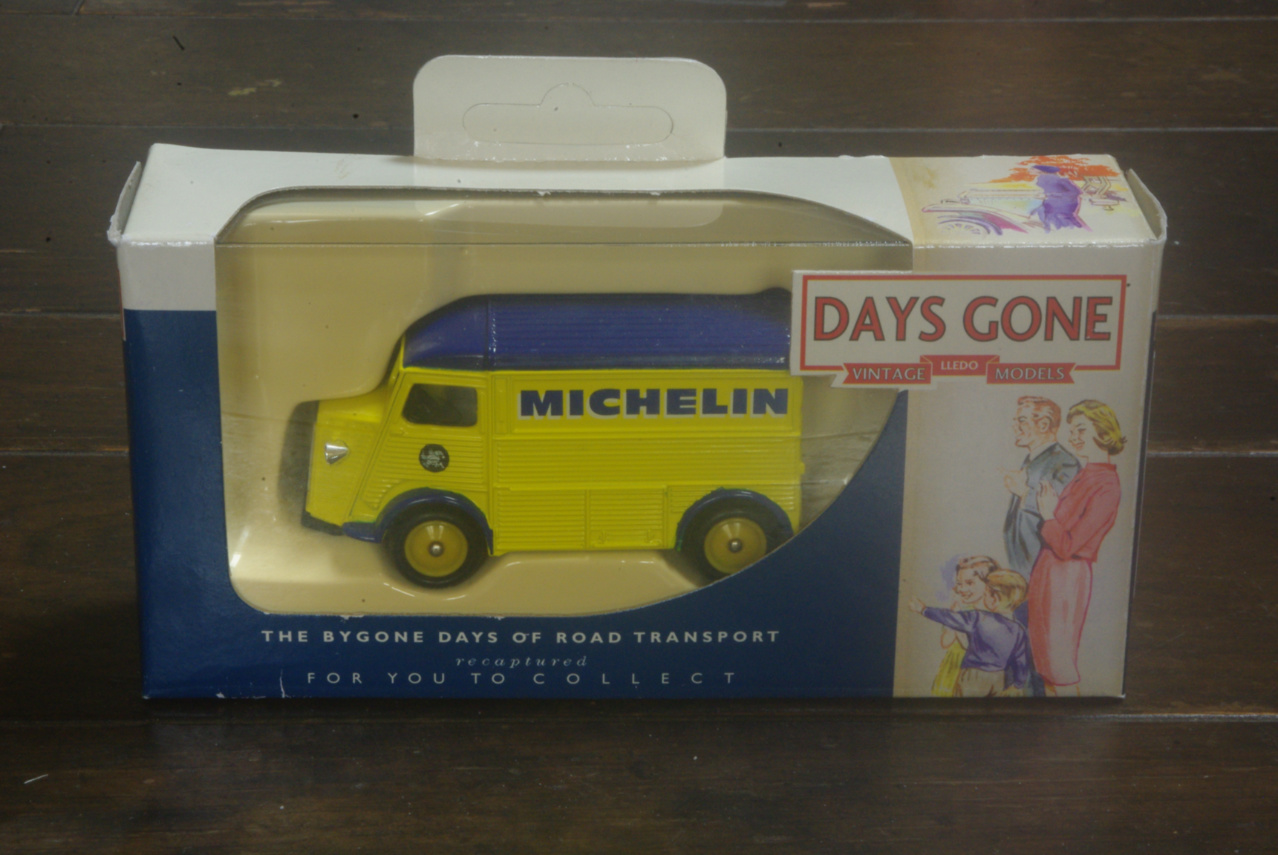 DAYS GONE
VINTAGE LLEDO MODELS
MICHELIN
THE BYGONE DAYS OF ROAD TRANSPORT
recaptured
FOR YOU TO COLLECT